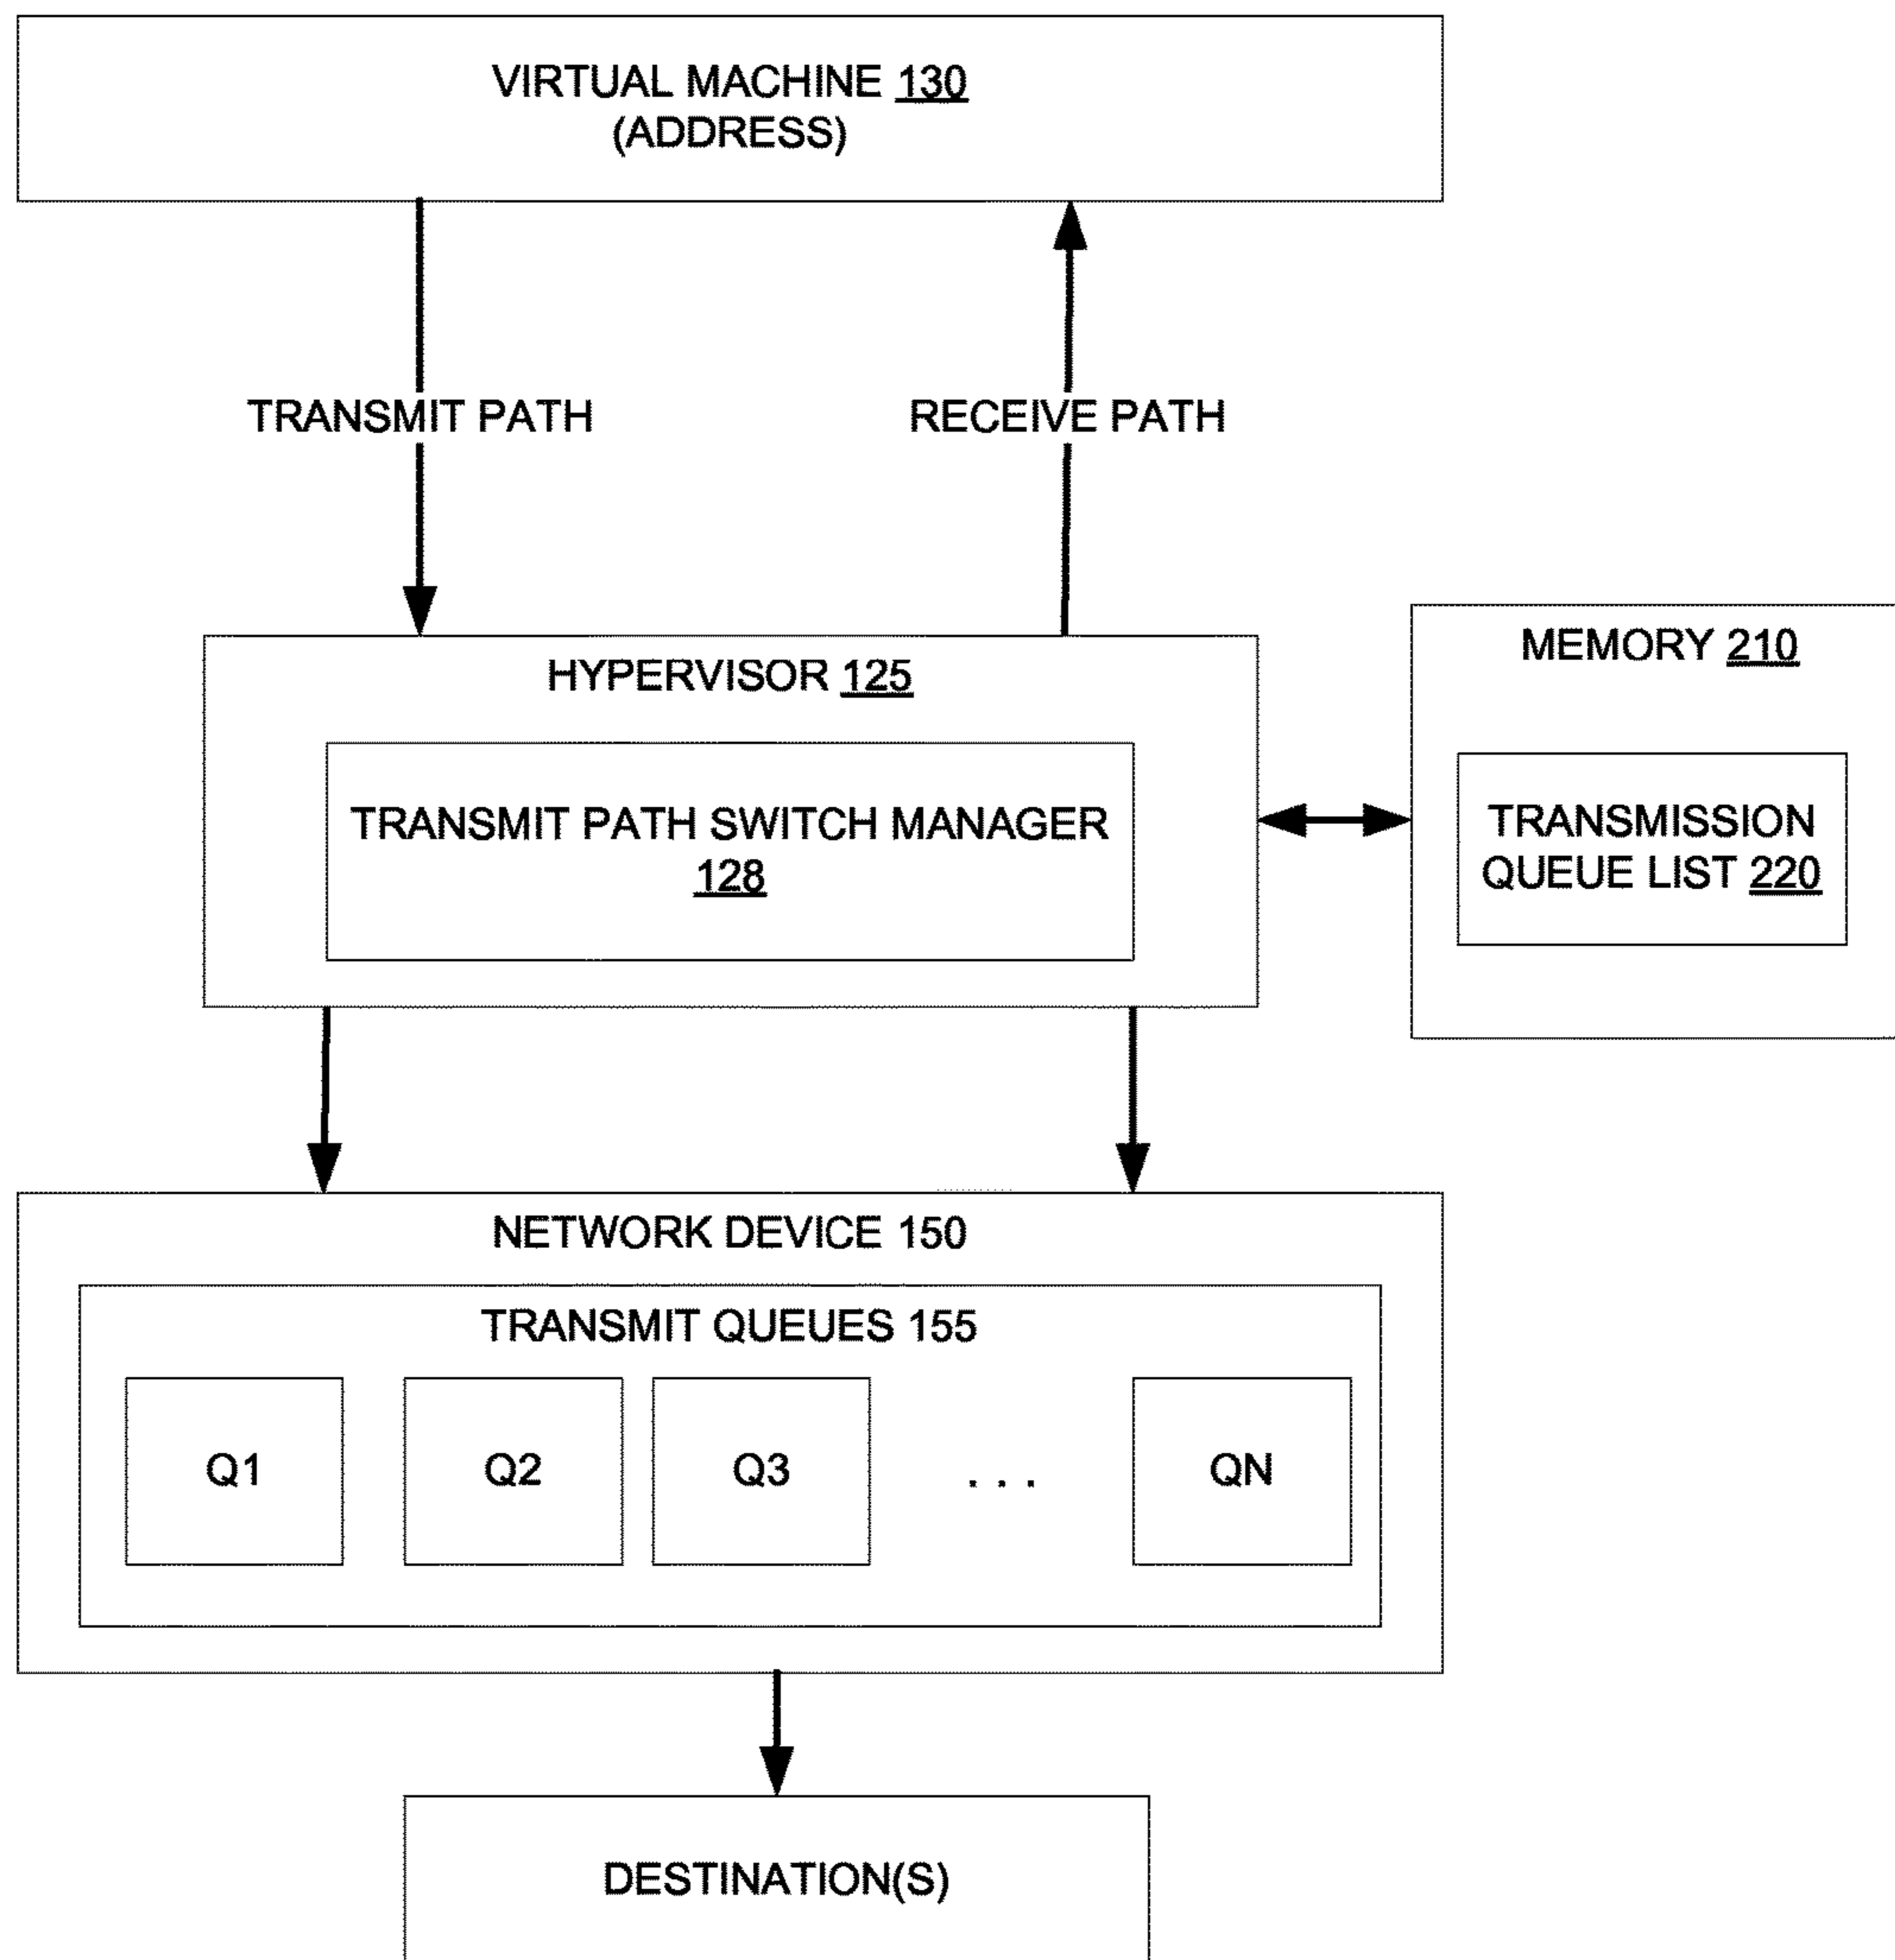 VIRTUAL MACHINE 130
(ADDRESS)
TRANSMIT PATH
RECEIVE PATH
HYPERVISOR 125
TRANSMIT PATH SWITCH MANAGER
128
MEMORY 210
TRANSMISSION
QUEUE LIST 220
NETWORK DEVICE 150
TRANSMIT QUEUES 155
Q1
Q2
Q3
. . .
QN
DESTINATION(S)